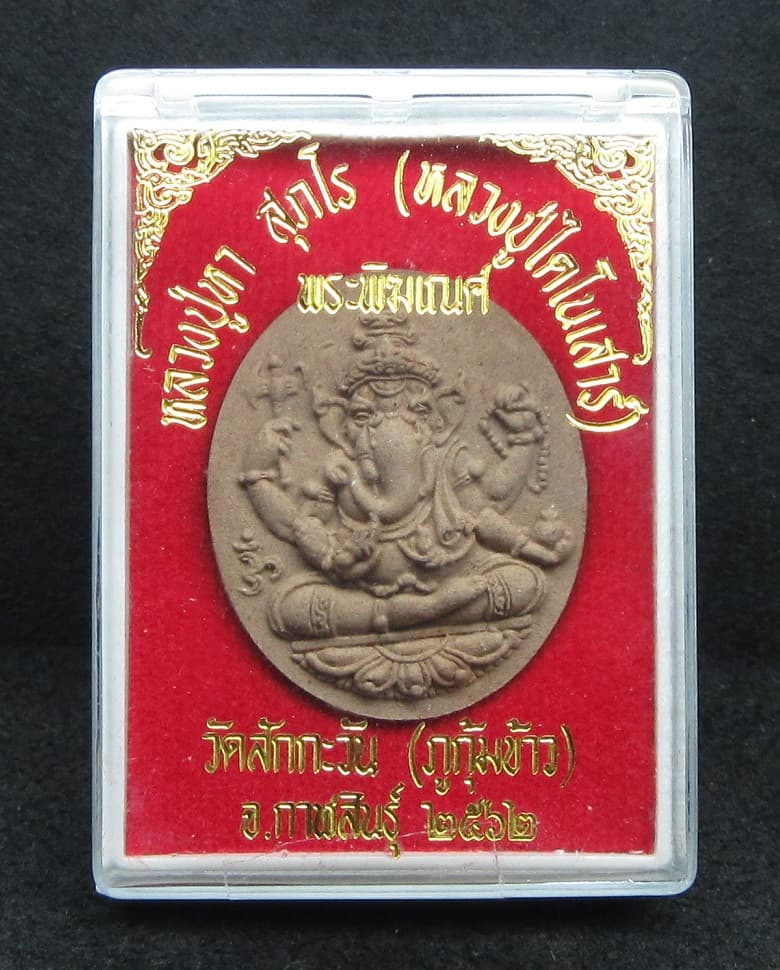 หลวงปู่หา สุภโร (หลวงปู่ไดโนเสาร์)
พระพิฆเนศ
วัดสักกะวัน (ภูกุ้มข้าว)
จ.กาฬสินธุ์ ๒๕๖๒